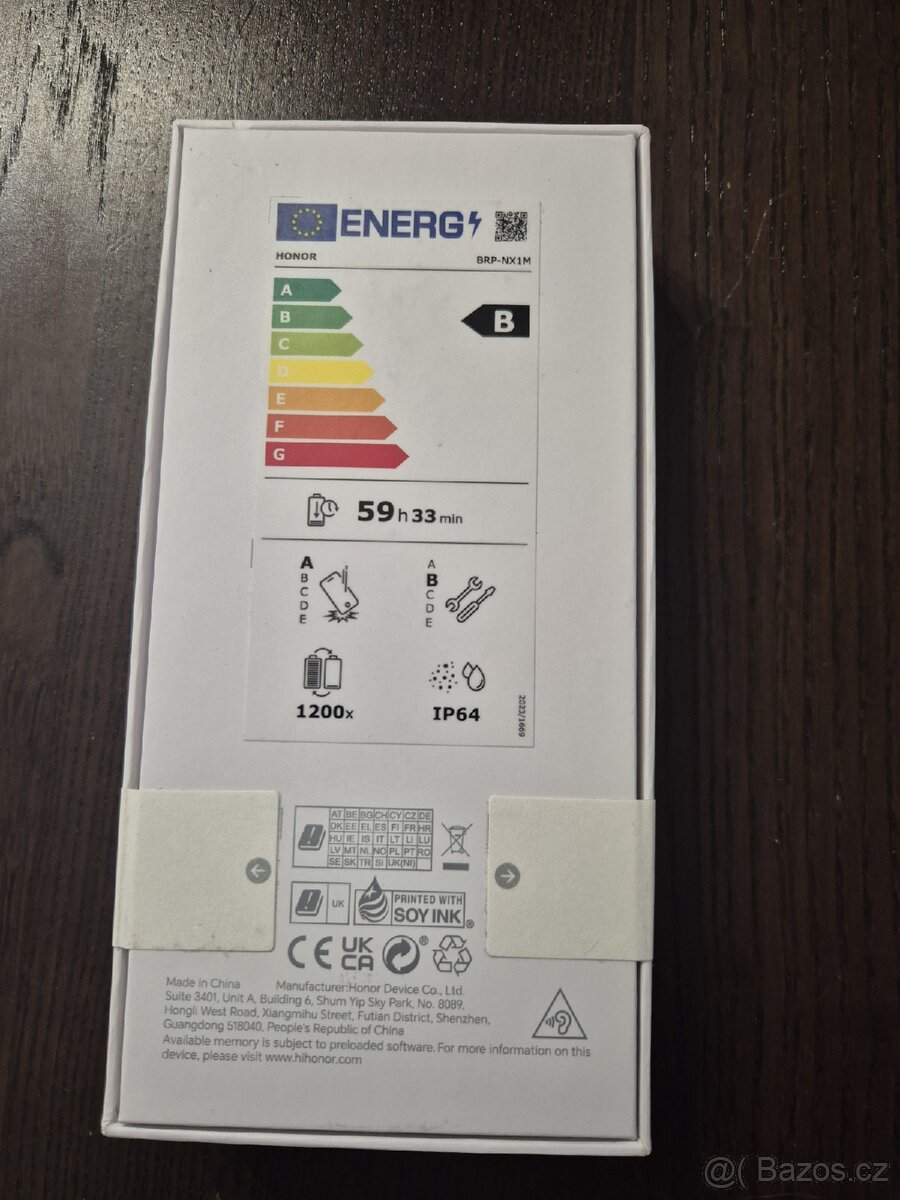 ENERG
HONOR BRP-NX1M
A
B
B
C
D
E
F
G
59 h 33 min
A A
B B
C C
D D
E E
1200x IP64
2023/1669
AT BE BG CH CY CZ DE
DK EE EL ES FI FR HR
HU IE IS IT LT LI LU
LV MT NL NO PL PT RO
SE SK TR SI UK(NI)
UK
PRINTED WITH
SOY INK®
CE UK
CA ®
Made in China Manufacturer:Honor Device Co., Ltd.
Suite 3401, Unit A, Building 6, Shum Yip Sky Park, No. 8089,
Hongli West Road, Xiangmihu Street, Futian District, Shenzhen,
Guangdong 518040, People's Republic of China
Available memory is subject to preloaded software. For more information on this
device, please visit www.hihonor.com
@( Bazos.cz